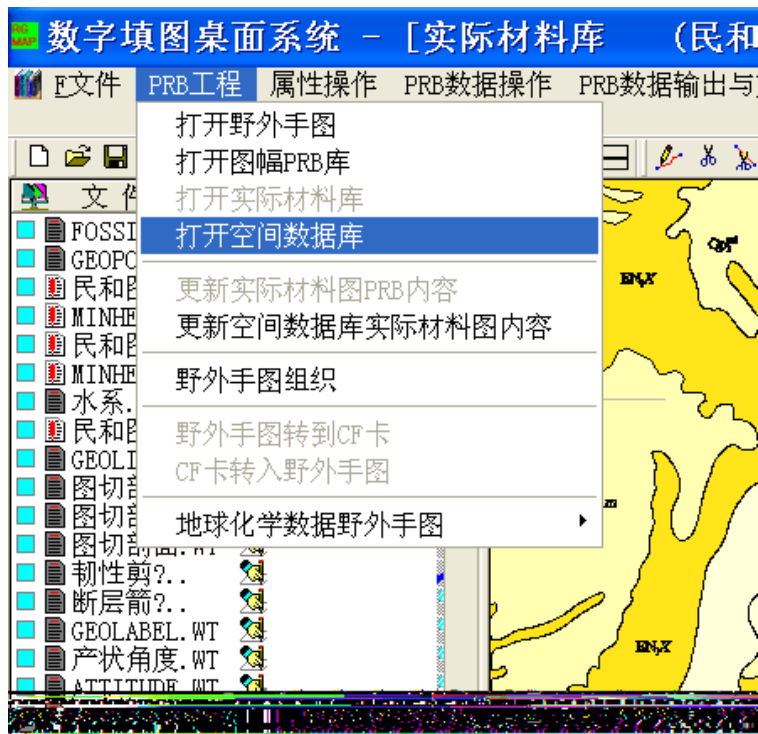 RG MAP 数字填图桌面系统 - [实际材料库 (民和
F文件 PRB工程 属性操作 PRB数据操作 PRB数据输出与
打开野外手图
打开图幅PRB库
打开实际材料库
打开空间数据库
更新实际材料图PRB内容
更新空间数据库实际材料图内容
野外手图组织
野外手图转到CF卡
CF卡转入野外手图
地球化学数据野外手图
文件
FOSSI
GEOPO
民和图
MINHE
民和图
MINHE
水系.
民和图
GEOLI
图切剖
图切剖
图切剖面.WT
韧性剪?..
断层箭?..
GEOLABEL.WT
产状角度.WT
ATTITUDE.WT
EN,X
EN,X